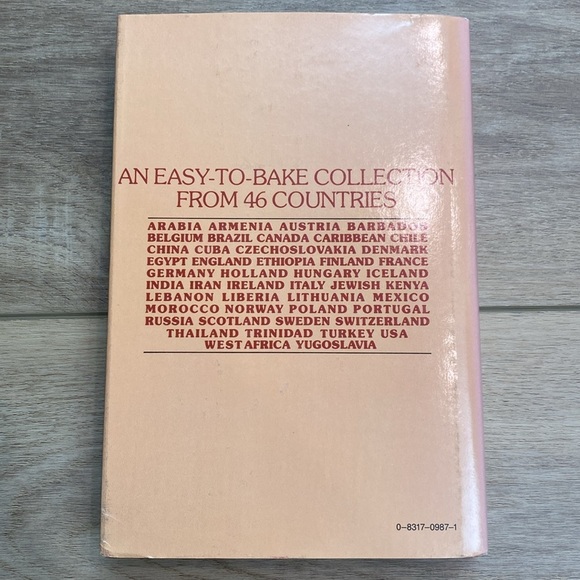 AN EASY-TO-BAKE COLLECTION
FROM 46 COUNTRIES
ARABIA ARMENIA AUSTRIA BARBADOS
BELGIUM BRAZIL CANADA CARIBBEAN CHILE
CHINA CUBA CZECHOSLOVAKIA DENMARK
EGYPT ENGLAND ETHIOPIA FINLAND FRANCE
GERMANY HOLLAND HUNGARY ICELAND
INDIA IRAN IRELAND ITALY JEWISH KENYA
LEBANON LIBERIA LITHUANIA MEXICO
MOROCCO NORWAY POLAND PORTUGAL
RUSSIA SCOTLAND SWEDEN SWITZERLAND
THAILAND TRINIDAD TURKEY USA
WEST AFRICA YUGOSLAVIA
0-8317-0987-1